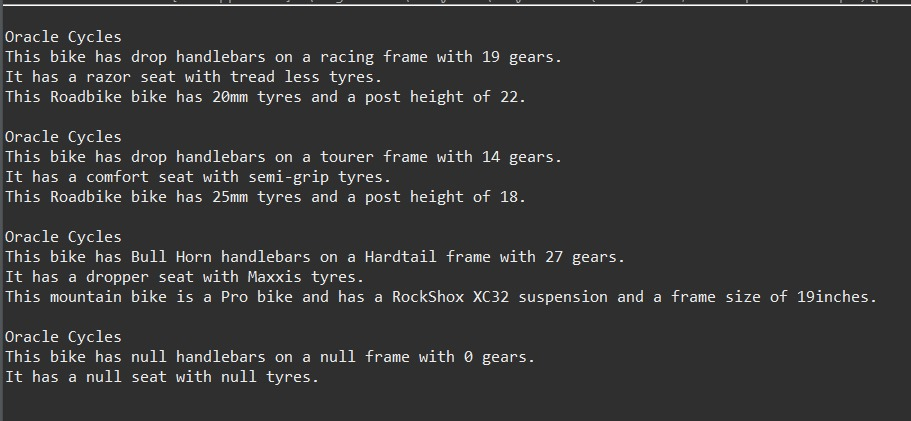 Oracle Cycles
This bike has drop handlebars on a racing frame with 19 gears.
It has a razor seat with tread less tyres.
This Roadbike bike has 20mm tyres and a post height of 22.
Oracle Cycles
This bike has drop handlebars on a tourer frame with 14 gears.
It has a comfort seat with semi-grip tyres.
This Roadbike bike has 25mm tyres and a post height of 18.
Oracle Cycles
This bike has Bull Horn handlebars on a Hardtail frame with 27 gears.
It has a dropper seat with Maxxis tyres.
This mountain bike is a Pro bike and has a RockShox XC32 suspension and a frame size of 19inches.
Oracle Cycles
This bike has null handlebars on a null frame with 0 gears.
It has a null seat with null tyres.